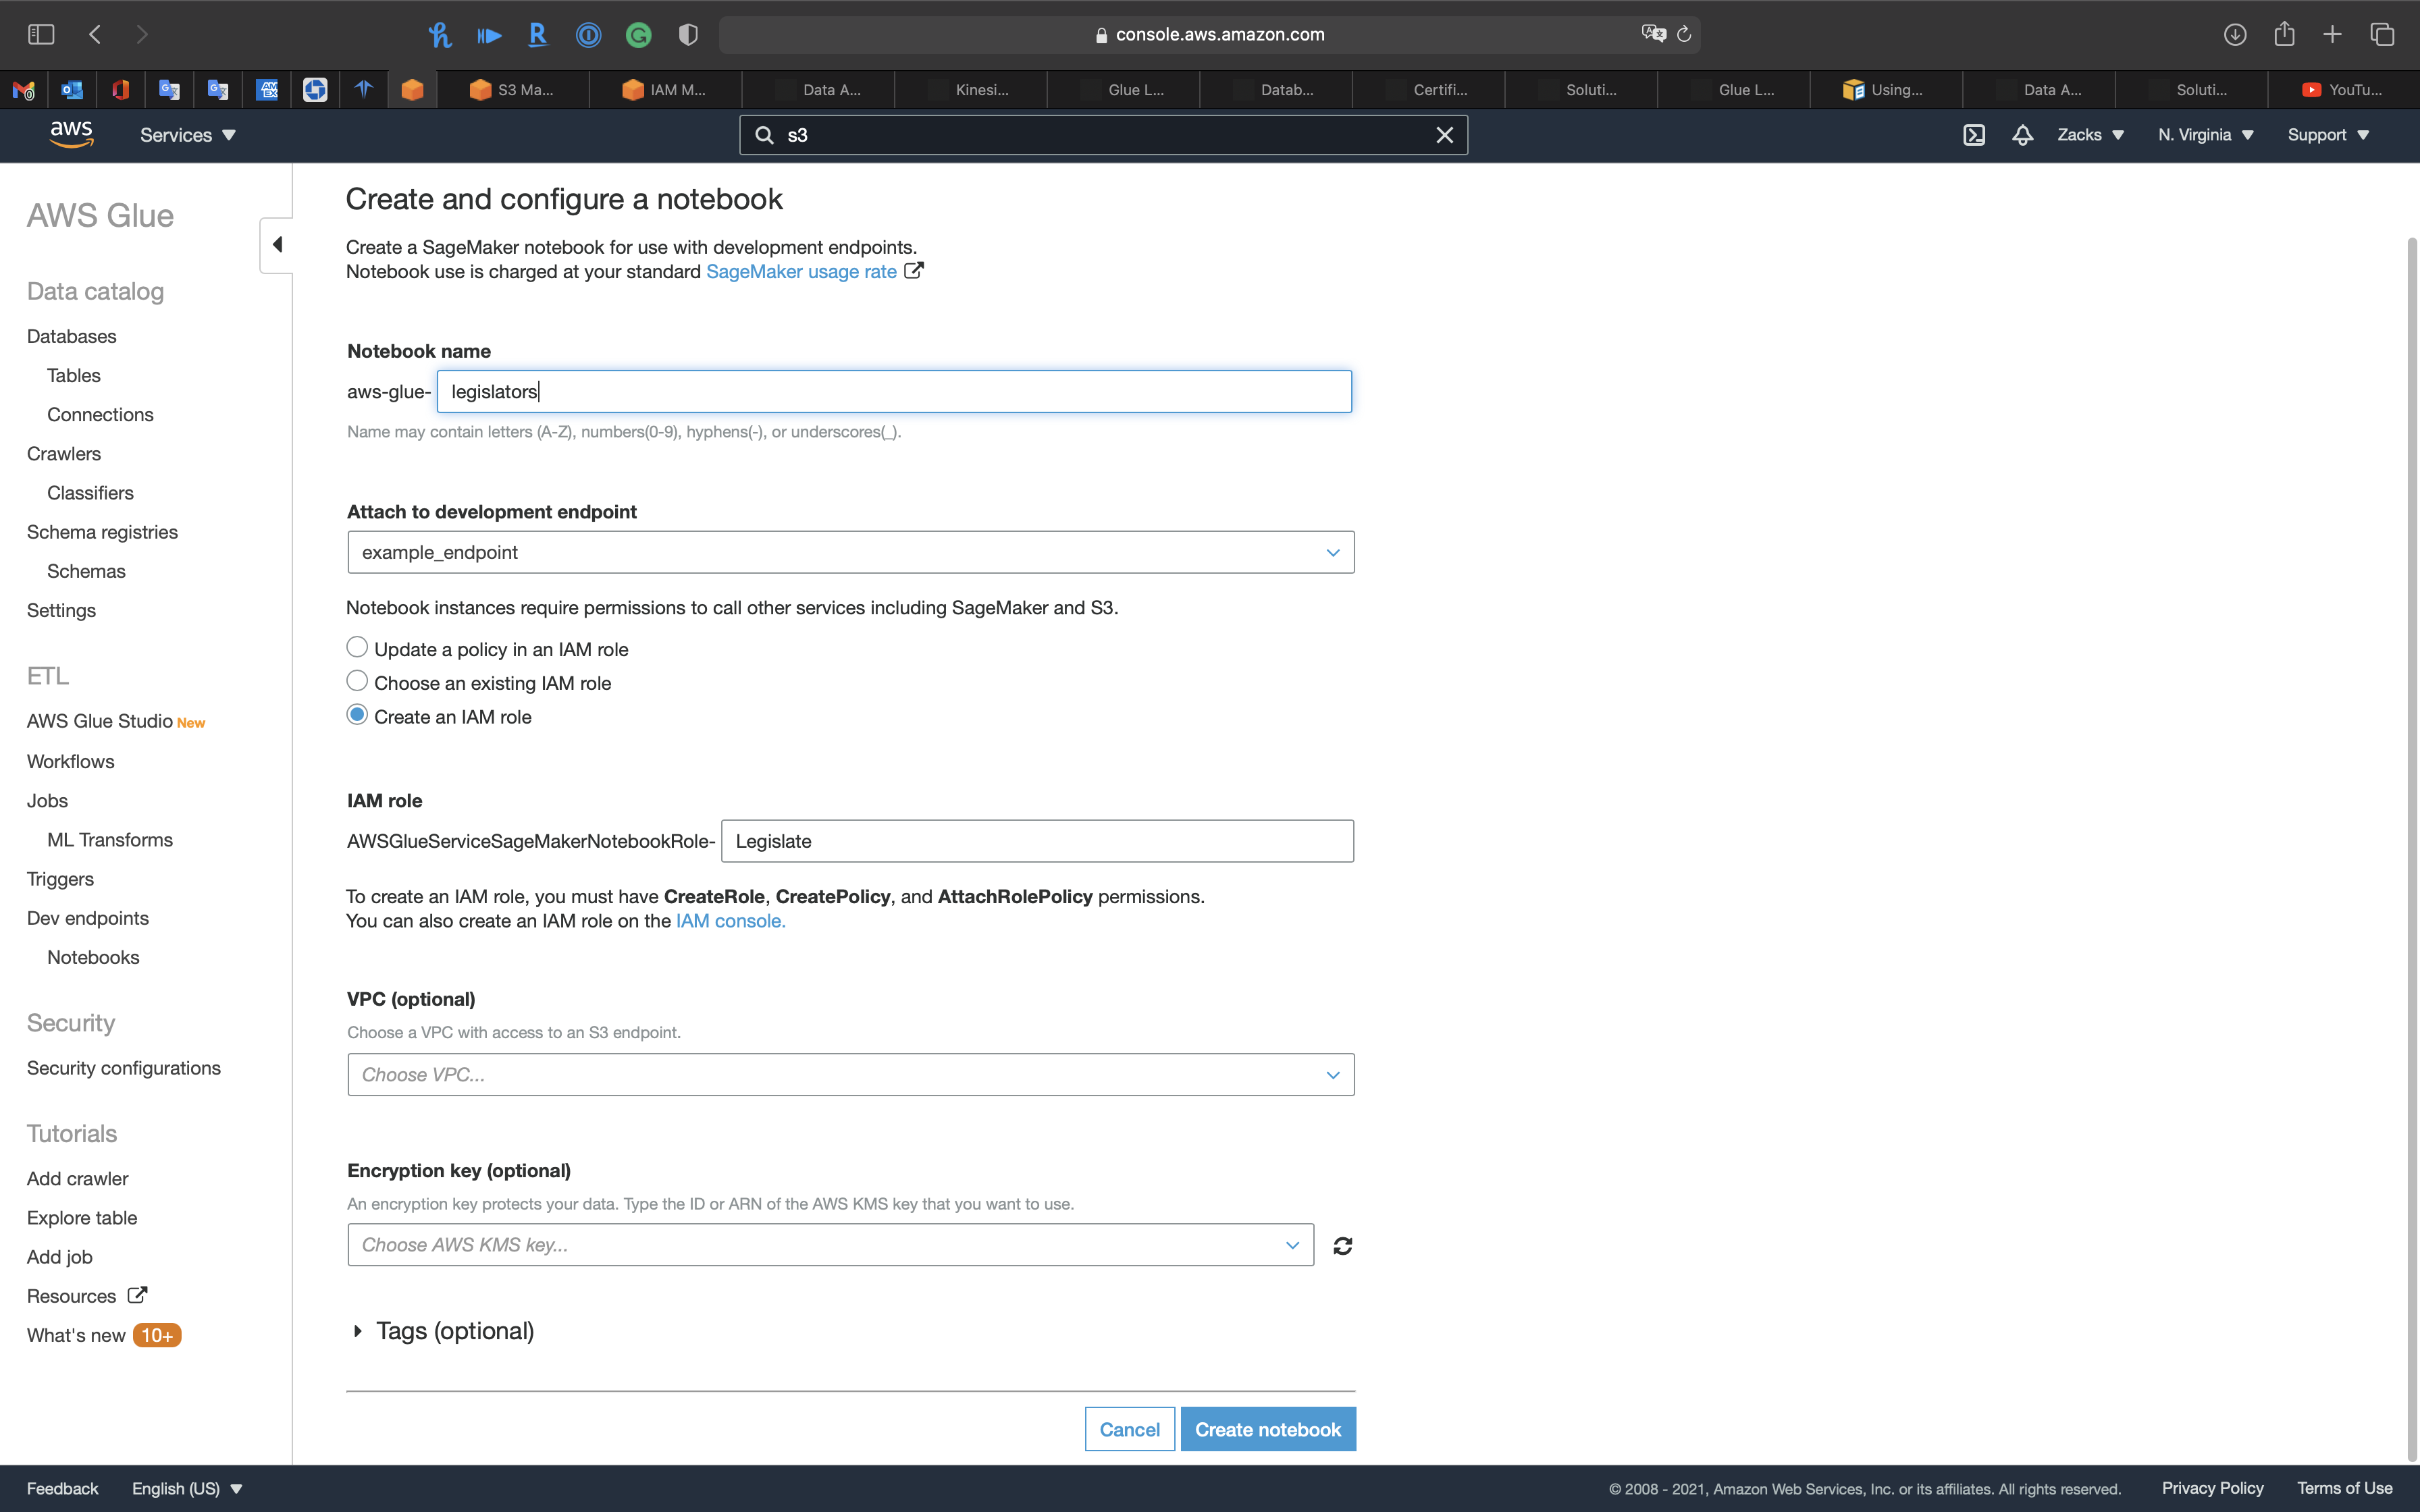 console.aws.amazon.com
S3 Ma...
IAM M...
Data A...
Kinesi...
Glue L...
Datab...
Certifi...
Soluti...
Glue L...
Using...
Data A...
Soluti...
YouTu...
aws
Services
s3
Zacks
N. Virginia
Support
AWS Glue
Data catalog
Databases
Tables
Connections
Crawlers
Classifiers
Schema registries
Schemas
Settings
ETL
AWS Glue Studio New
Workflows
Jobs
ML Transforms
Triggers
Dev endpoints
Notebooks
Security
Security configurations
Tutorials
Add crawler
Explore table
Add job
Resources
What's new 10+
Create and configure a notebook
Create a SageMaker notebook for use with development endpoints.
Notebook use is charged at your standard SageMaker usage rate
Notebook name
aws-glue- legislators
Name may contain letters (A-Z), numbers(0-9), hyphens(-), or underscores(_).
Attach to development endpoint
example_endpoint
Notebook instances require permissions to call other services including SageMaker and S3.
Update a policy in an IAM role
Choose an existing IAM role
Create an IAM role
IAM role
AWSGlueServiceSageMakerNotebookRole- Legislate
To create an IAM role, you must have CreateRole, CreatePolicy, and AttachRolePolicy permissions.
You can also create an IAM role on the IAM console.
VPC (optional)
Choose a VPC with access to an S3 endpoint.
Choose VPC...
Encryption key (optional)
An encryption key protects your data. Type the ID or ARN of the AWS KMS key that you want to use.
Choose AWS KMS key...
Tags (optional)
Cancel
Create notebook
Feedback
English (US)
© 2008 - 2021, Amazon Web Services, Inc. or its affiliates. All rights reserved.
Privacy Policy
Terms of Use